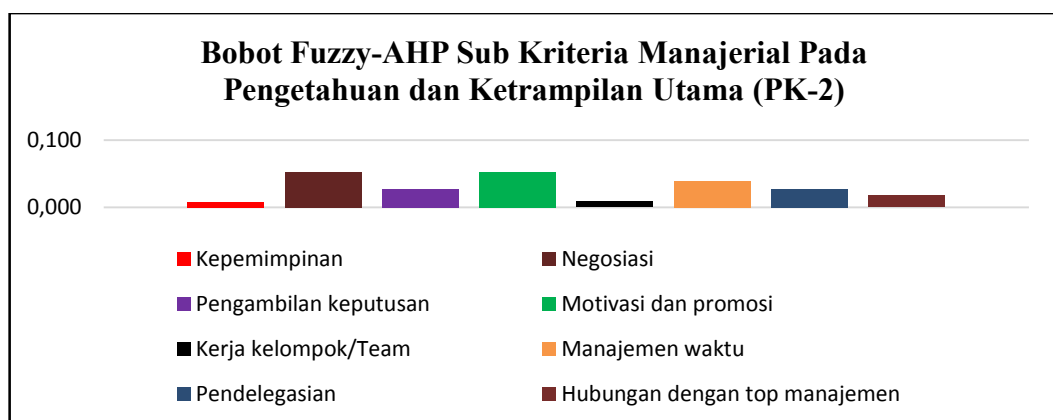 Bobot Fuzzy-AHP Sub Kriteria Manajerial Pada
Pengetahuan dan Ketrampilan Utama (PK-2)
0,100
0,000
Kepemimpinan
Negosiasi
Pengambilan keputusan
Motivasi dan promosi
Kerja kelompok/Team
Manajemen waktu
Pendelegasian
Hubungan dengan top manajemen